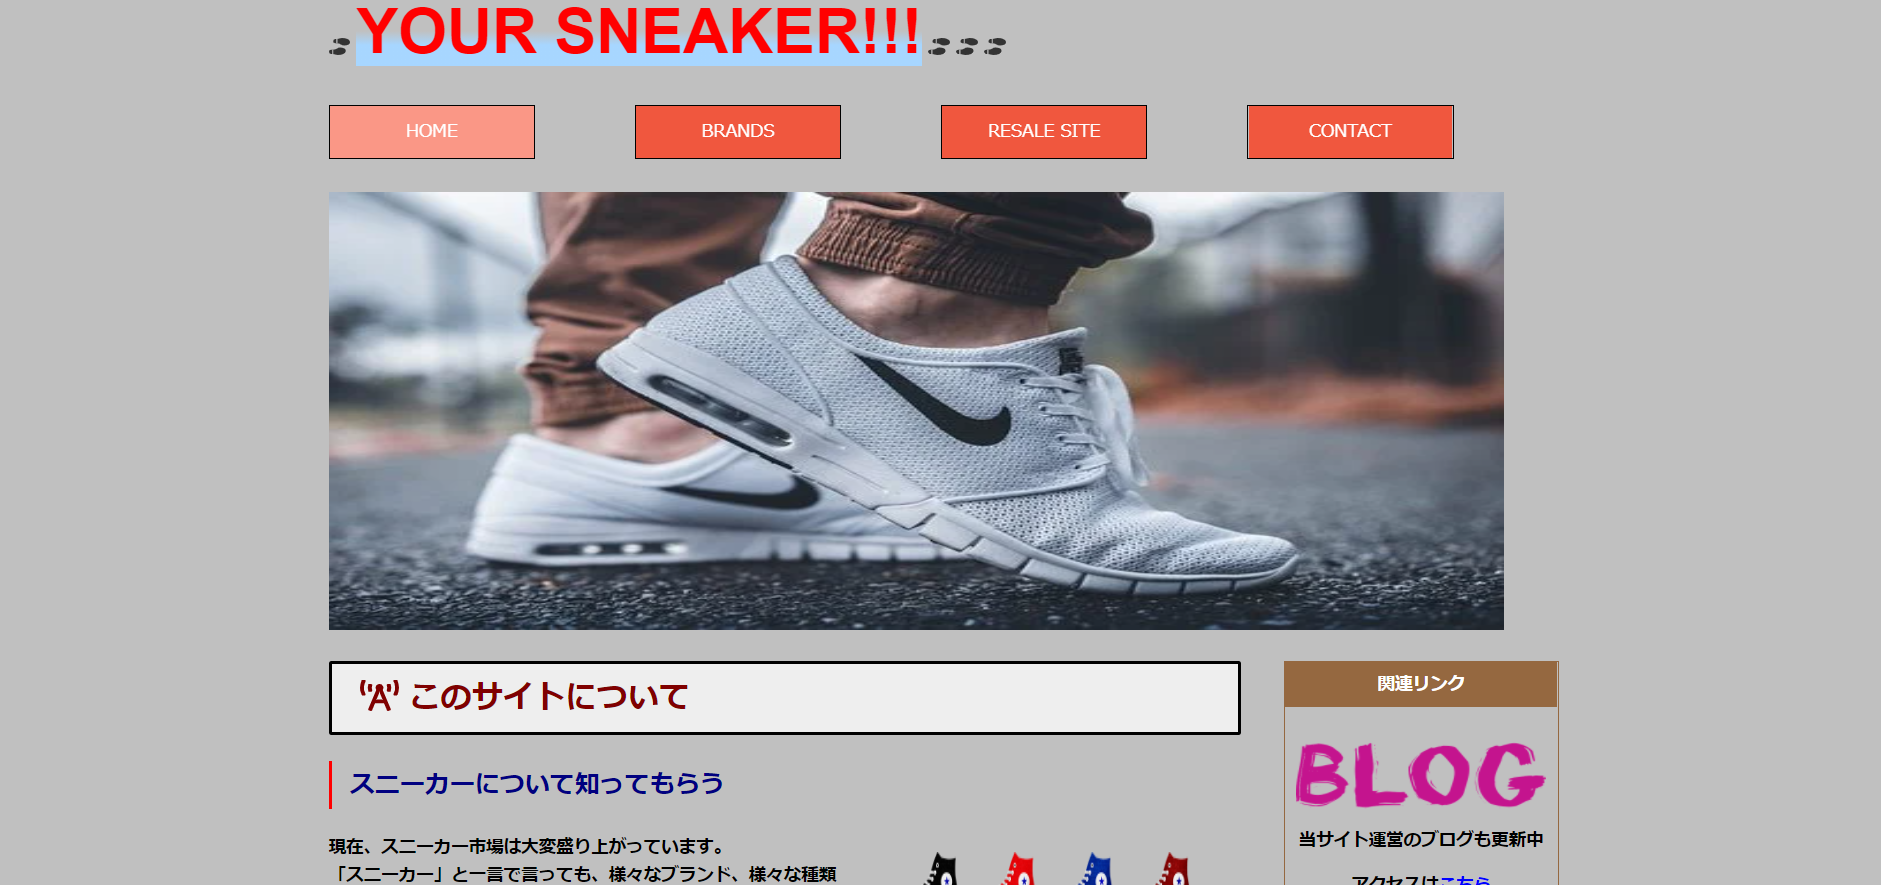 YOUR SNEAKER!!!
HOME
BRANDS
RESALE SITE
CONTACT
このサイトについて
スニーカーについて知ってもらう
現在、スニーカー市場は大変盛り上がっています。
「スニーカー」と一言で言っても、様々なブランド、様々な種類
関連リンク
BLOG
当サイト運営のブログも更新中
アクセスはこちら